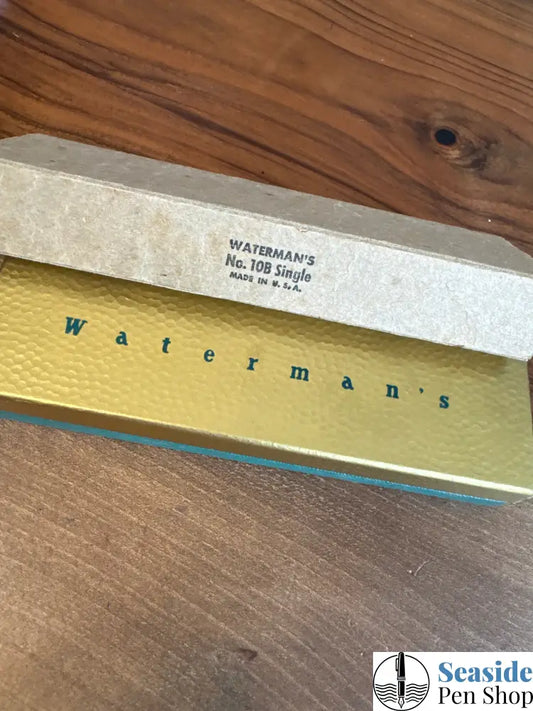 WATERMAN'S
No. 10B Single
MADE IN U.S.A.
Waterman's
Seaside
Pen Shop